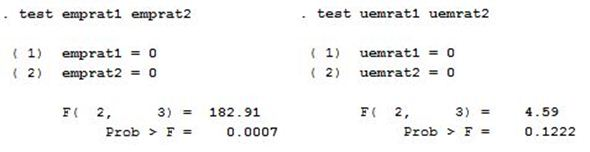 . test emprat1 emprat2
( 1) emprat1 = 0
( 2) emprat2 = 0
F( 2, 3) = 182.91
Prob > F = 0.0007
. test uemrat1 uemrat2
( 1) uemrat1 = 0
( 2) uemrat2 = 0
F( 2, 3) = 4.59
Prob > F = 0.1222